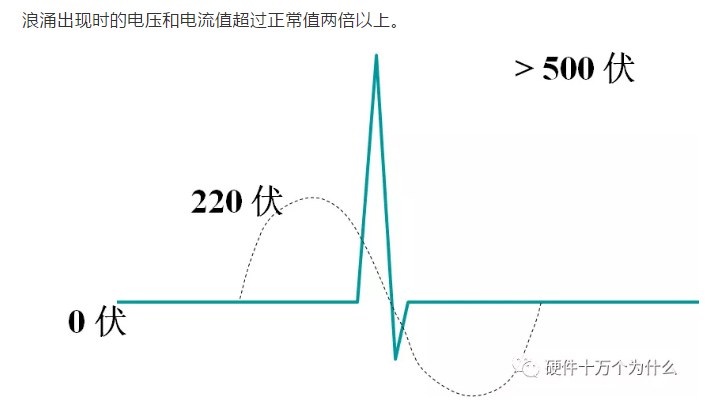 浪涌出现时的电压和电流值超过正常值两倍以上。
> 500 伏
220 伏
0 伏
硬件十万个为什么